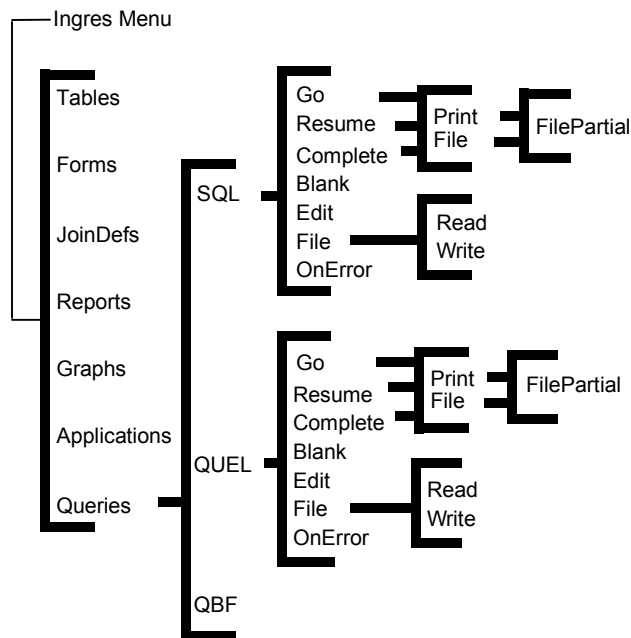 Ingres Menu
Tables
Forms
JoinDefs
Reports
Graphs
Applications
Queries
SQL
Go
Resume
Complete
Blank
Edit
File
OnError
Print
File
FilePartial
Read
Write
QUEL
Go
Resume
Complete
Blank
Edit
File
OnError
Print
File
FilePartial
Read
Write
QBF